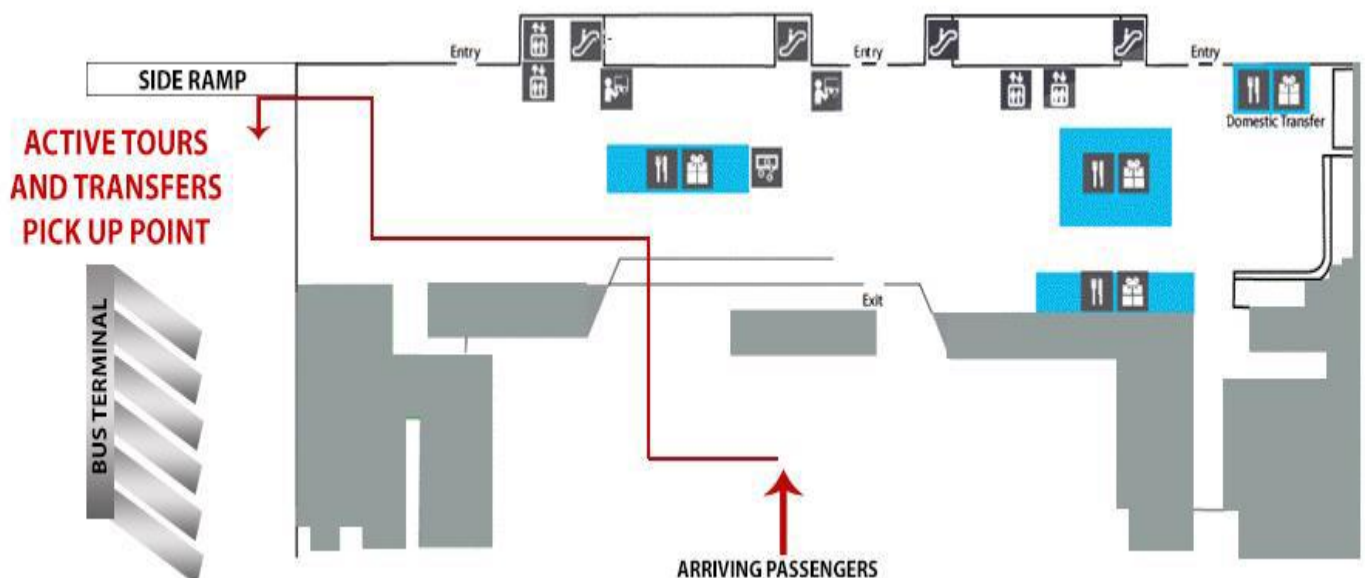 Entry
Entry
Entry
SIDE RAMP
ACTIVE TOURS
AND TRANSFERS
PICK UP POINT
Domestic Transfer
Exit
BUS TERMINAL
ARRIVING PASSENGERS